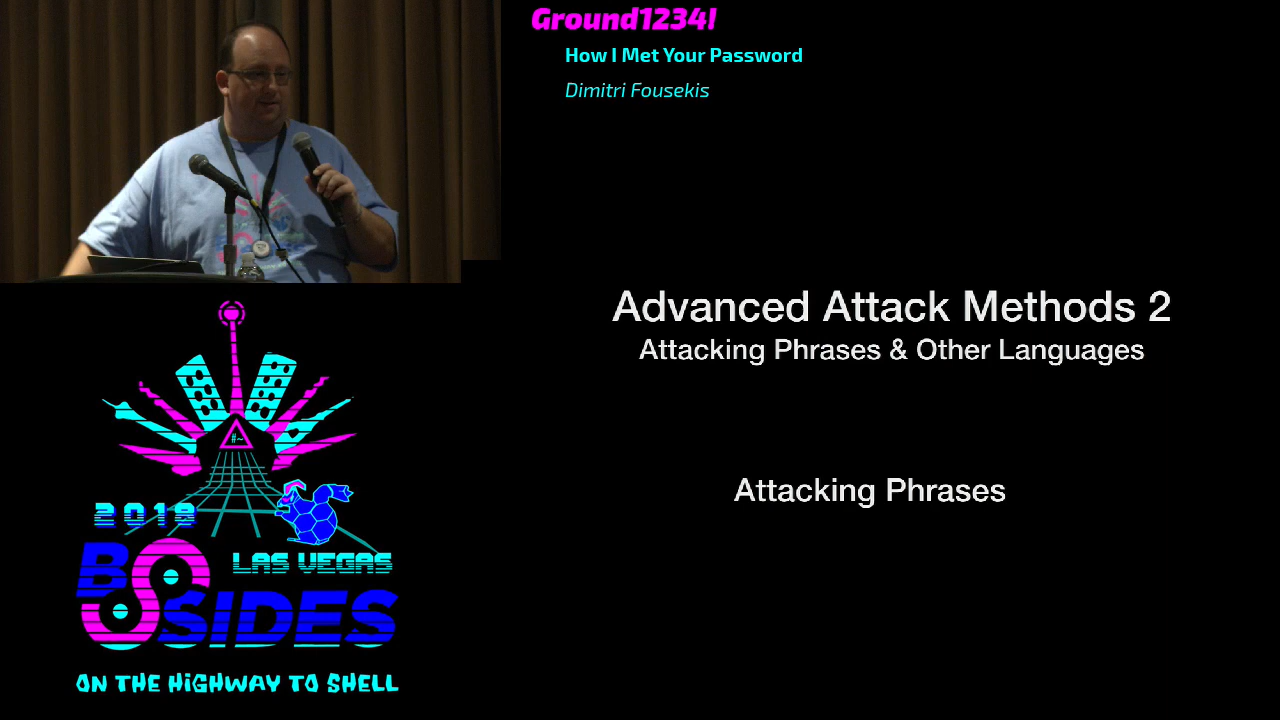 Ground1234!
How I Met Your Password
Dimitri Fousekis
Advanced Attack Methods 2
Attacking Phrases & Other Languages
Attacking Phrases
#~
2019
LAS VEGAS
BSIDES
ON THE HIGHWAY TO SHELL